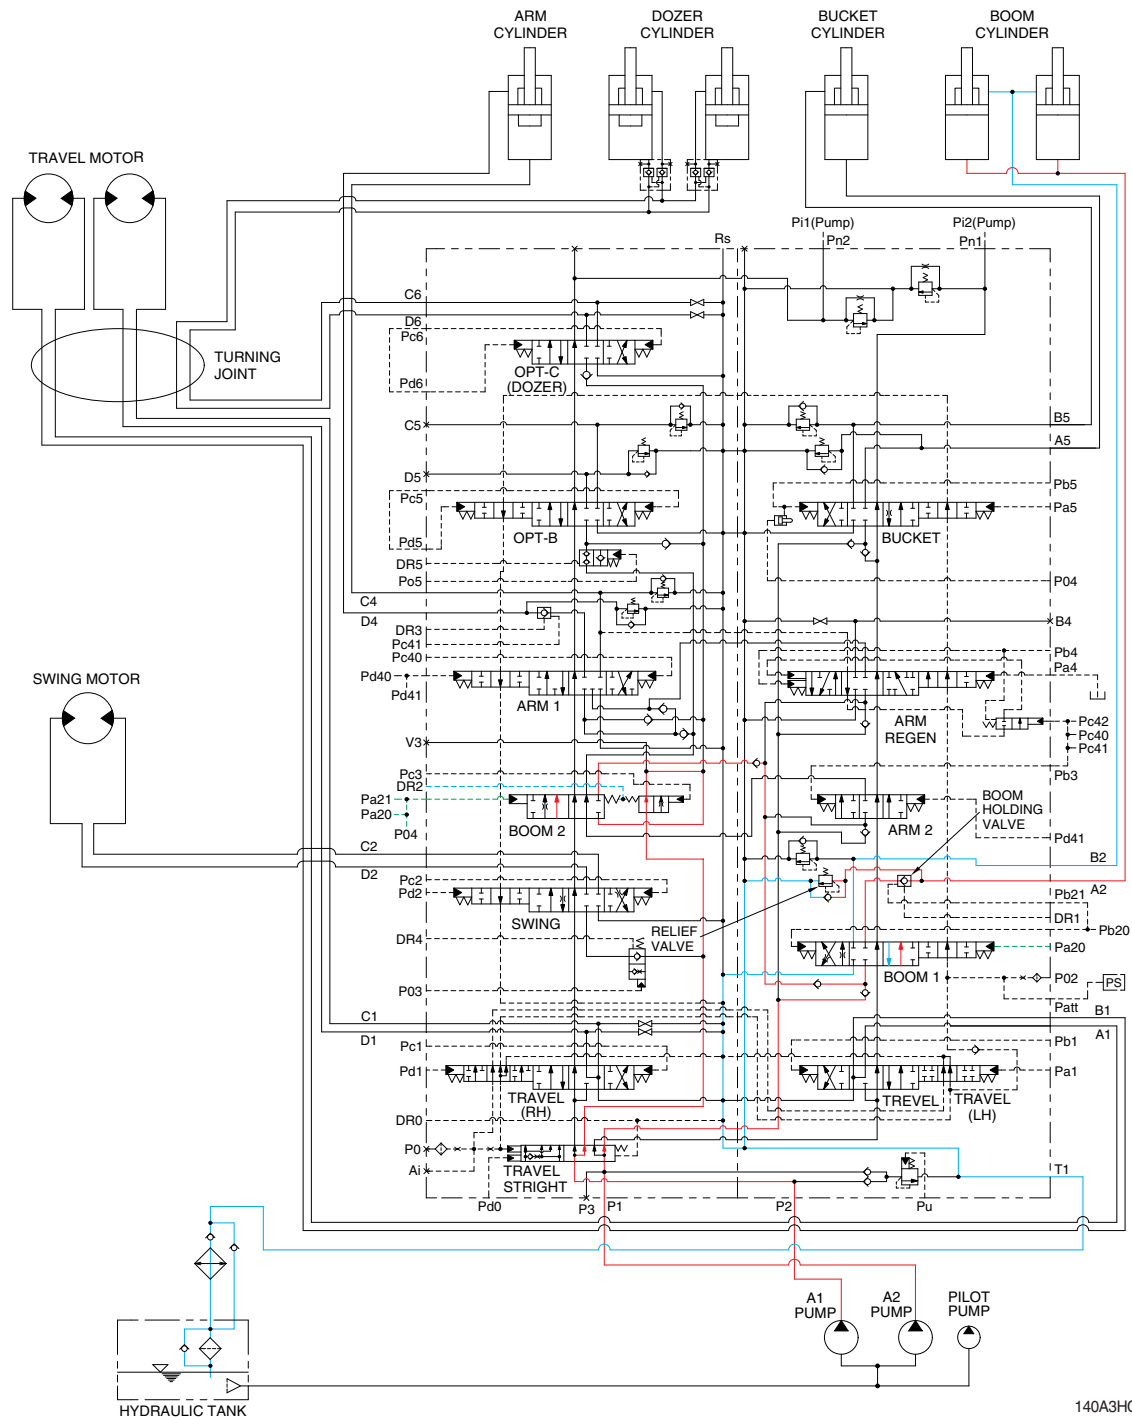 ARM
CYLINDER
DOZER
CYLINDER
BUCKET
CYLINDER
BOOM
CYLINDER
TRAVEL MOTOR
TURNING
JOINT
Rs
Pi1(Pump)
Pn2
Pi2(Pump)
Pn1
C6
D6
Pc6
Pd6
OPT-C
(DOZER)
C5
D5
Pc5
Pd5
OPT-B
DR5
Po5
B5
A5
Pb5
Pa5
BUCKET
P04
C4
D4
DR3
Pc41
Pc40
Pd40
Pd41
ARM 1
B4
Pb4
Pa4
ARM
REGEN
Pc42
Pc40
Pc41
Pb3
SWING MOTOR
V3
Pc3
DR2
Pa21
Pa20
P04
BOOM 2
ARM 2
BOOM
HOLDING
VALVE
Pd41
C2
D2
Pc2
Pd2
SWING
B2
A2
Pb21
DR1
Pb20
Pa20
RELIEF
VALVE
DR4
P03
BOOM 1
P02
PS
Patt
C1
D1
Pc1
Pd1
TRAVEL
(RH)
B1
A1
Pb1
Pa1
TREVEL
TRAVEL
(LH)
DR0
P0
Ai
TRAVEL
STRIGHT
Pd0
P3
P1
P2
Pu
T1
A1
PUMP
A2
PUMP
PILOT
PUMP
HYDRAULIC TANK